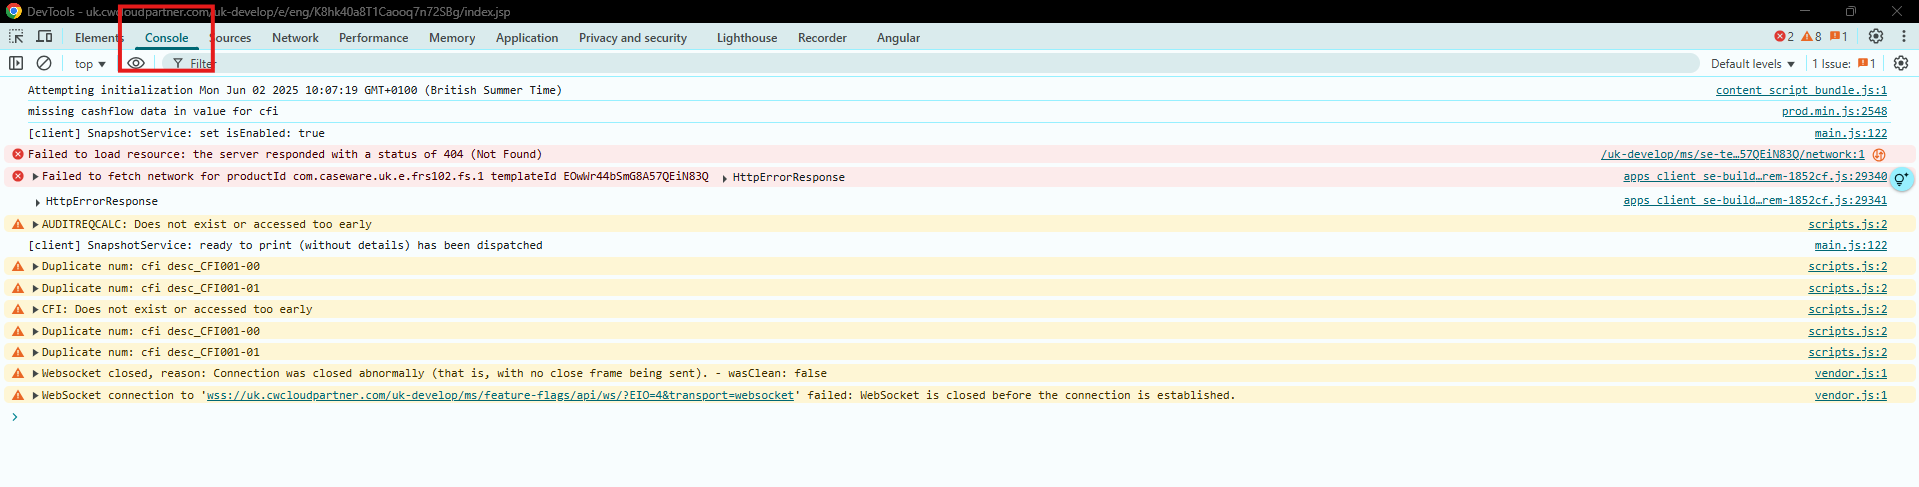 DevTools - uk.cwcloudpartner.com/uk-develop/e/eng/K8hk40a8T1Caooq7n72SBg/index.jsp
Elements Console Sources Network Performance Memory Application Privacy and security Lighthouse Recorder Angular 2 8 1
top Filter Default levels 1 Issue: 1
Attempting initialization Mon Jun 02 2025 10:07:19 GMT+0100 (British Summer Time) content script bundle.js:1
missing cashflow data in value for cfi prod.min.js:2548
[client] SnapshotService: set isEnabled: true main.js:122
Failed to load resource: the server responded with a status of 404 (Not Found) /uk-develop/ms/se-te…57QEiN83Q/network:1
Failed to fetch network for productId com.caseware.uk.e.frs102.fs.1 templateId EOwWr44bSmG8A57QEiN83Q HttpErrorResponse apps client se-build…rem-1852cf.js:29340
HttpErrorResponse apps client se-build…rem-1852cf.js:29341
AUDITREQCALC: Does not exist or accessed too early scripts.js:2
[client] SnapshotService: ready to print (without details) has been dispatched main.js:122
Duplicate num: cfi desc_CFI001-00 scripts.js:2
Duplicate num: cfi desc_CFI001-01 scripts.js:2
CFI: Does not exist or accessed too early scripts.js:2
Duplicate num: cfi desc_CFI001-00 scripts.js:2
Duplicate num: cfi desc_CFI001-01 scripts.js:2
Websocket closed, reason: Connection was closed abnormally (that is, with no close frame being sent). - wasClean: false vendor.js:1
WebSocket connection to 'wss://uk.cwcloudpartner.com/uk-develop/ms/feature-flags/api/ws/?EIO=4&transport=websocket' failed: WebSocket is closed before the connection is established. vendor.js:1